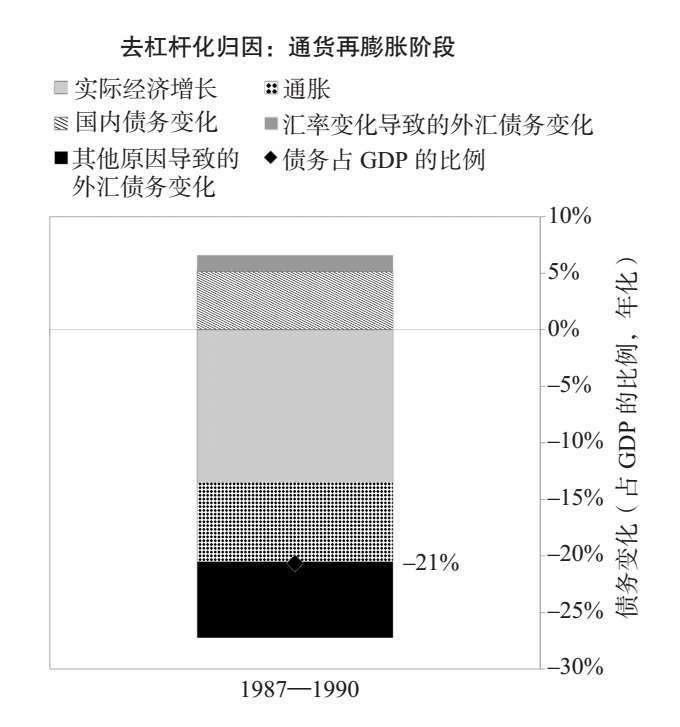 去杠杆化归因：通货再膨胀阶段
实际经济增长 通胀
国内债务变化 汇率变化导致的外汇债务变化
其他原因导致的 债务占 GDP 的比例
外汇债务变化
10%
5%
0%
–5%
–10%
–15%
–20%
–25%
–30%
债务变化（占 GDP 的比例，年化）
–21%
1987—1990